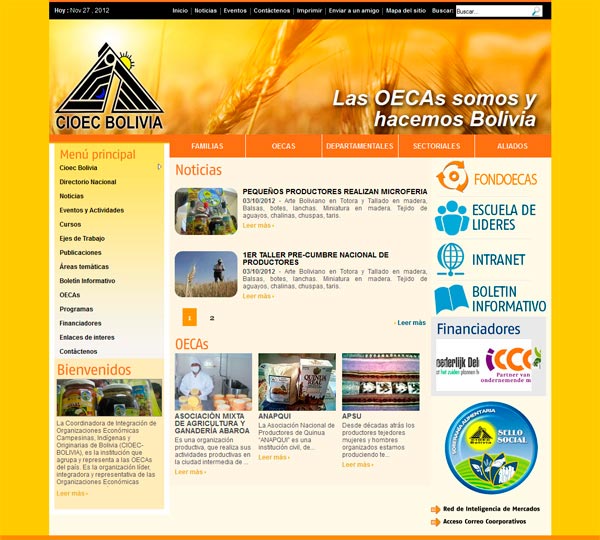 Hoy : Nov 27 , 2012
Inicio | Noticias | Eventos | Contáctenos | Imprimir | Enviar a un amigo | Mapa del sitio
Buscar: Buscar...
CIOEC BOLIVIA
Las OECAs somos y
hacemos Bolivia
FAMILIAS
OECAS
DEPARTAMENTALES
SECTORIALES
ALIADOS
Menú principal
Cioec Bolivia
Directorio Nacional
Noticias
Eventos y Actividades
Cursos
Ejes de Trabajo
Publicaciones
Áreas temáticas
Boletín Informativo
OECAs
Programas
Financiadores
Enlaces de interes
Contáctenos
Bienvenidos
La Coordinadora de Integración de
Organizaciones Económicas
Campesinas, Indígenas y
Originarias de Bolivia (CIOEC-
BOLIVIA), es la institución que
agrupa y representa a las OECAs
del país. Es la organización líder,
integradora y representativa de las
Organizaciones Económicas
Leer más
Noticias
PEQUEÑOS PRODUCTORES REALIZAN MICROFERIA
03/10/2012 - Arte Boliviano en Totora y Tallado en madera,
Balsas, botes, lanchas. Miniatura en madera. Tejido de
aguayos, chalinas, chuspas, taris.
Leer más
1ER TALLER PRE-CUMBRE NACIONAL DE
PRODUCTORES
03/10/2012 - Arte Boliviano en Totora y Tallado en madera,
Balsas, botes, lanchas. Miniatura en madera. Tejido de
aguayos, chalinas, chuspas, taris.
Leer más
1 2
Leer más
OECAs
ASOCIACIÓN MIXTA
DE AGRICULTURA Y
GANADERÍA ABAROA
Es una organización
productiva, que realiza sus
actividades productivas en
la ciudad intermedia de ...
Leer más
ANAPQUI
La Asociación Nacional de
Productores de Quinua
"ANAPQUI" es una
institución civil, de...
Leer más
APSU
Desde décadas atrás los
productores tejedores
mujeres y hombres
organizados estamos
produciendo te...
Leer más
FONDOECAS
ESCUELA DE
LIDERES
INTRANET
BOLETIN
INFORMATIVO
Financiadores
oederlijk Del
et het zuiden plannen h
icco
Partner van
ondernemende m
SOBERANIA ALIMENTARIA
SELLO
SOCIAL
Red de Inteligencia de Mercados
Acceso Correo Coorporativos